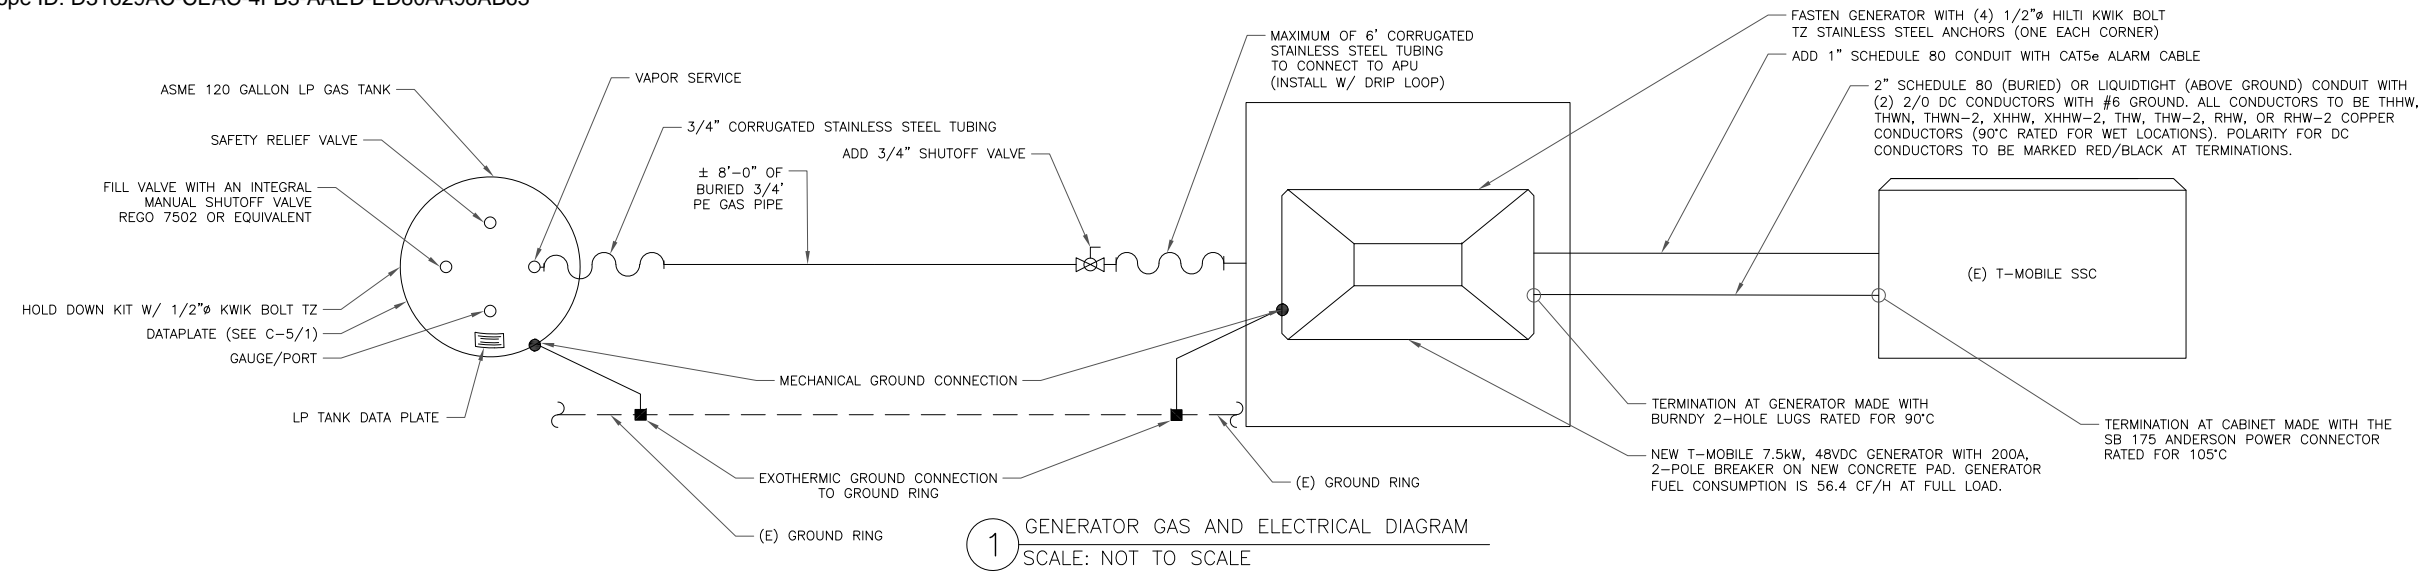 ope ID: D31629AC-CEAC-4FB3-AAED-ED80AA98AB63
ASME 120 GALLON LP GAS TANK
SAFETY RELIEF VALVE
FILL VALVE WITH AN INTEGRAL
MANUAL SHUTOFF VALVE
REGO 7502 OR EQUIVALENT
HOLD DOWN KIT W/ 1/2"ø KWIK BOLT TZ
DATAPLATE (SEE C-5/1)
GAUGE/PORT
LP TANK DATA PLATE
VAPOR SERVICE
3/4" CORRUGATED STAINLESS STEEL TUBING
ADD 3/4" SHUTOFF VALVE
± 8'-0" OF
BURIED 3/4'
PE GAS PIPE
MAXIMUM OF 6' CORRUGATED
STAINLESS STEEL TUBING
TO CONNECT TO APU
(INSTALL W/ DRIP LOOP)
FASTEN GENERATOR WITH (4) 1/2"ø HILTI KWIK BOLT
TZ STAINLESS STEEL ANCHORS (ONE EACH CORNER)
ADD 1" SCHEDULE 80 CONDUIT WITH CAT5e ALARM CABLE
2" SCHEDULE 80 (BURIED) OR LIQUIDTIGHT (ABOVE GROUND) CONDUIT WITH
(2) 2/0 DC CONDUCTORS WITH #6 GROUND. ALL CONDUCTORS TO BE THHW,
THWN, THWN-2, XHHW, XHHW-2, THW, THW-2, RHW, OR RHW-2 COPPER
CONDUCTORS (90°C RATED FOR WET LOCATIONS). POLARITY FOR DC
CONDUCTORS TO BE MARKED RED/BLACK AT TERMINATIONS.
(E) T-MOBILE SSC
MECHANICAL GROUND CONNECTION
EXOTHERMIC GROUND CONNECTION
TO GROUND RING
(E) GROUND RING
(E) GROUND RING
TERMINATION AT GENERATOR MADE WITH
BURNDY 2-HOLE LUGS RATED FOR 90°C
TERMINATION AT CABINET MADE WITH THE
SB 175 ANDERSON POWER CONNECTOR
RATED FOR 105°C
NEW T-MOBILE 7.5kW, 48VDC GENERATOR WITH 200A,
2-POLE BREAKER ON NEW CONCRETE PAD. GENERATOR
FUEL CONSUMPTION IS 56.4 CF/H AT FULL LOAD.
1 GENERATOR GAS AND ELECTRICAL DIAGRAM
SCALE: NOT TO SCALE